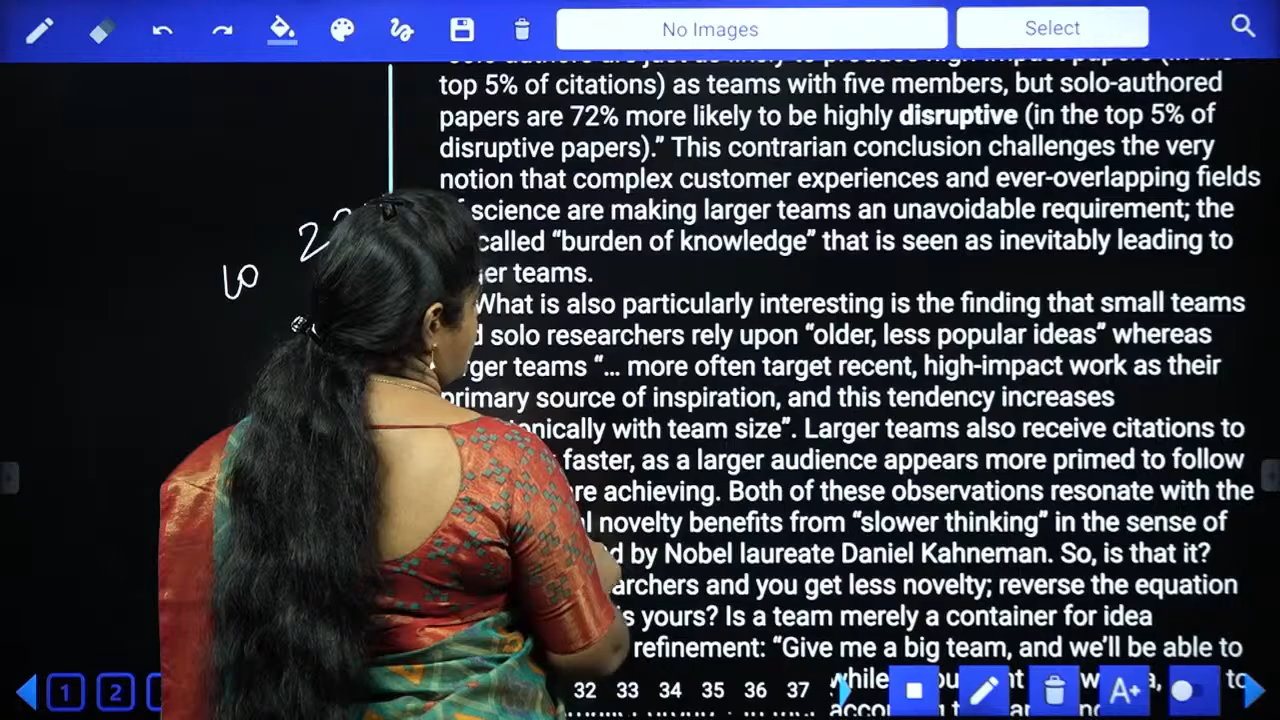 No Images
Select
top 5% of citations) as teams with five members, but solo-authored
papers are 72% more likely to be highly disruptive (in the top 5% of
disruptive papers).” This contrarian conclusion challenges the very
notion that complex customer experiences and ever-overlapping fields
science are making larger teams an unavoidable requirement; the
called “burden of knowledge” that is seen as inevitably leading to
teams.
10
What is also particularly interesting is the finding that small teams
solo researchers rely upon “older, less popular ideas” whereas
teams “... more often target recent, high-impact work as their
primary source of inspiration, and this tendency increases
with team size”. Larger teams also receive citations to
faster, as a larger audience appears more primed to follow
achieving. Both of these observations resonate with the
novelty benefits from “slower thinking” in the sense of
by Nobel laureate Daniel Kahneman. So, is that it?
and you get less novelty; reverse the equation
yours? Is a team merely a container for idea
refinement: “Give me a big team, and we’ll be able to
1 2 32 33 34 35 36 37 while A+ to